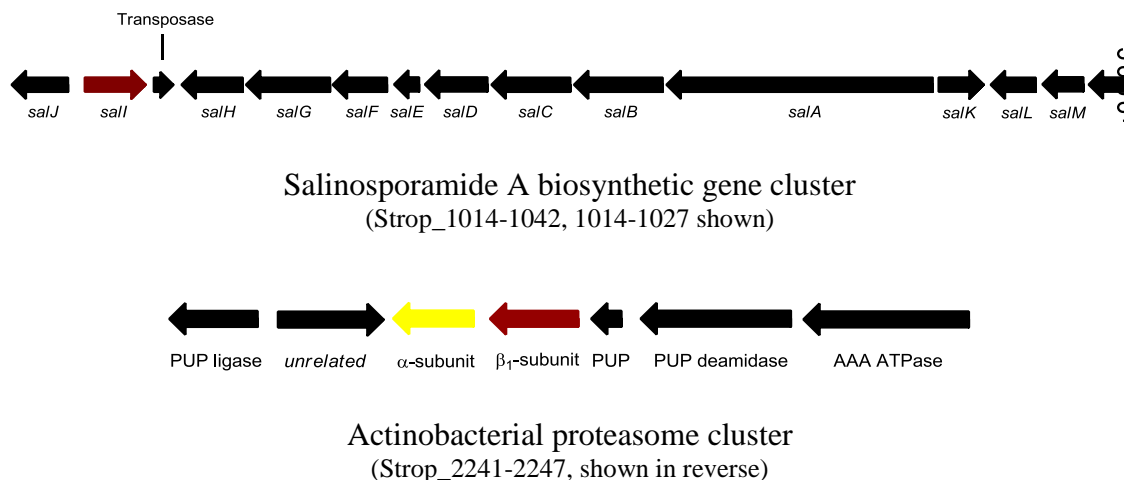 Transposase
salJ salI salH salG salF salE salD salC salB salA salK salL salM
Salinosporamide A biosynthetic gene cluster
(Strop_1014-1042, 1014-1027 shown)
PUP ligase unrelated α-subunit β₁-subunit PUP PUP deamidase AAA ATPase
Actinobacterial proteasome cluster
(Strop_2241-2247, shown in reverse)